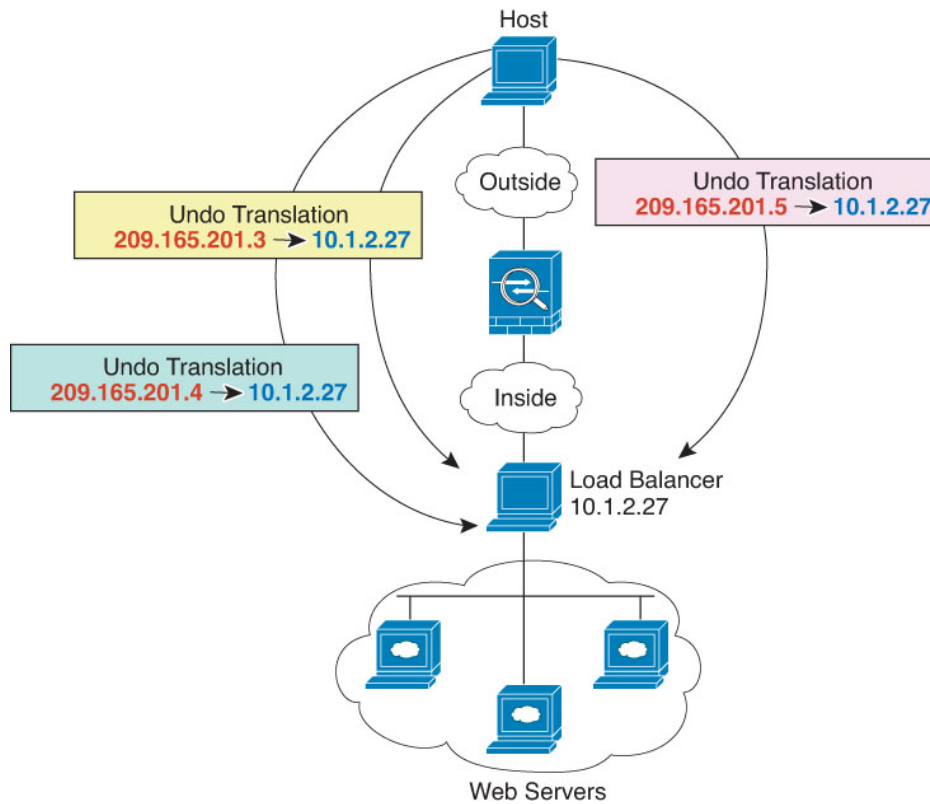 Host
Outside
Undo Translation
209.165.201.3 → 10.1.2.27
Undo Translation
209.165.201.5 → 10.1.2.27
Undo Translation
209.165.201.4 → 10.1.2.27
Inside
Load Balancer
10.1.2.27
Web Servers